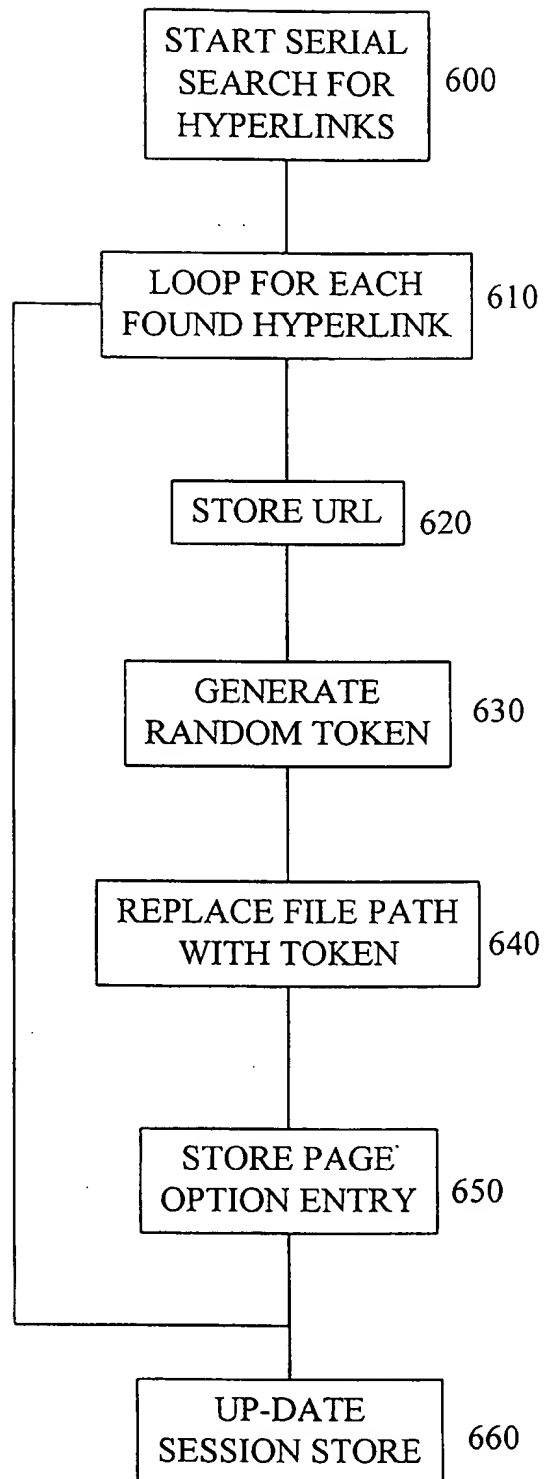 START SERIAL
SEARCH FOR
HYPERLINKS
600
LOOP FOR EACH
FOUND HYPERLINK
610
STORE URL
620
GENERATE
RANDOM TOKEN
630
REPLACE FILE PATH
WITH TOKEN
640
STORE PAGE
OPTION ENTRY
650
UP-DATE
SESSION STORE
660